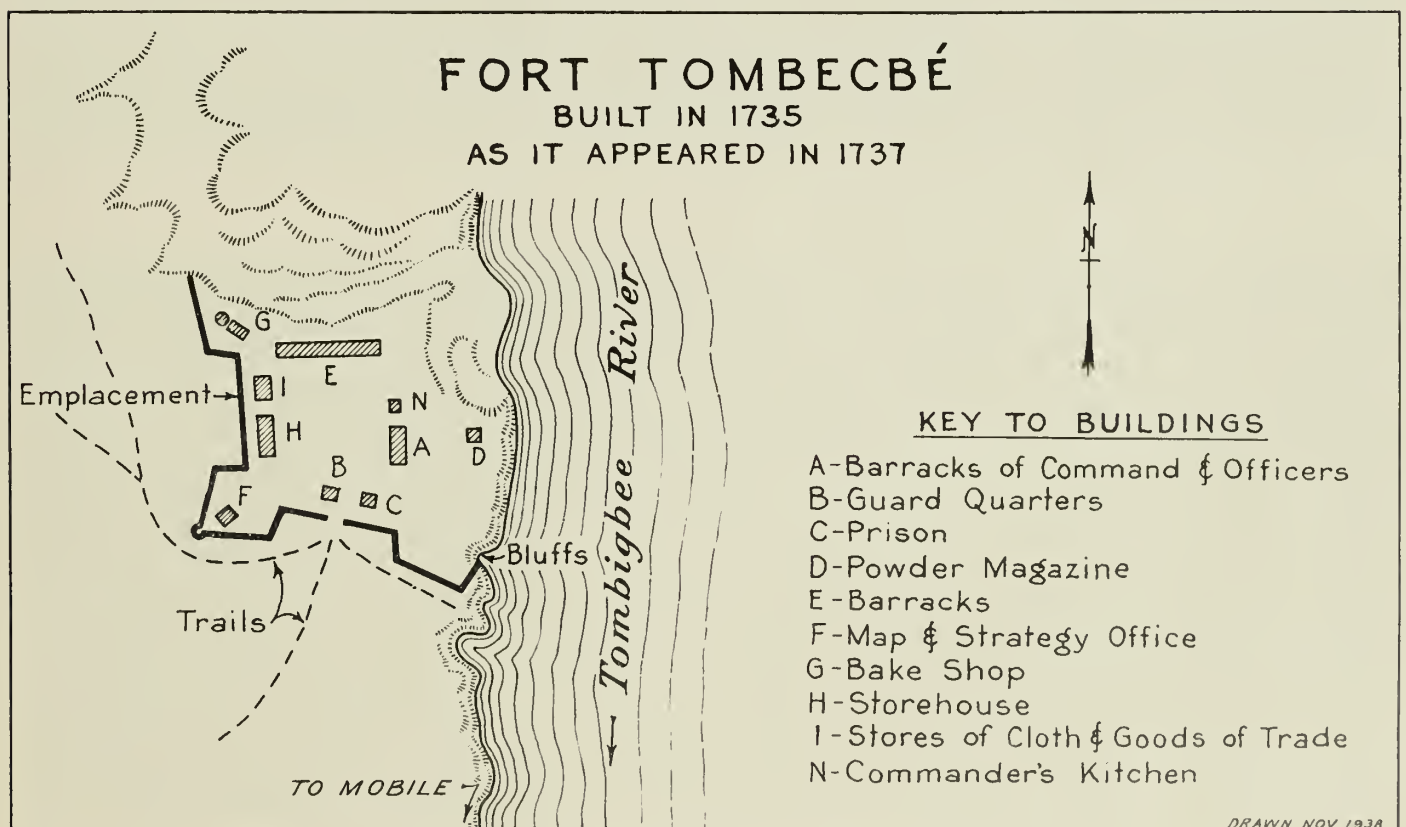 FORT TOMBECBÉ
BUILT IN 1735
AS IT APPEARED IN 1737
N
G
E
I
Emplacement
N
H
A
D
B
F
C
Bluffs
Trails
Tombigbee River
TO MOBILE
KEY TO BUILDINGS
A-Barracks of Command & Officers
B-Guard Quarters
C-Prison
D-Powder Magazine
E-Barracks
F-Map & Strategy Office
G-Bake Shop
H-Storehouse
I-Stores of Cloth & Goods of Trade
N-Commander's Kitchen
DRAWN NOV 1938